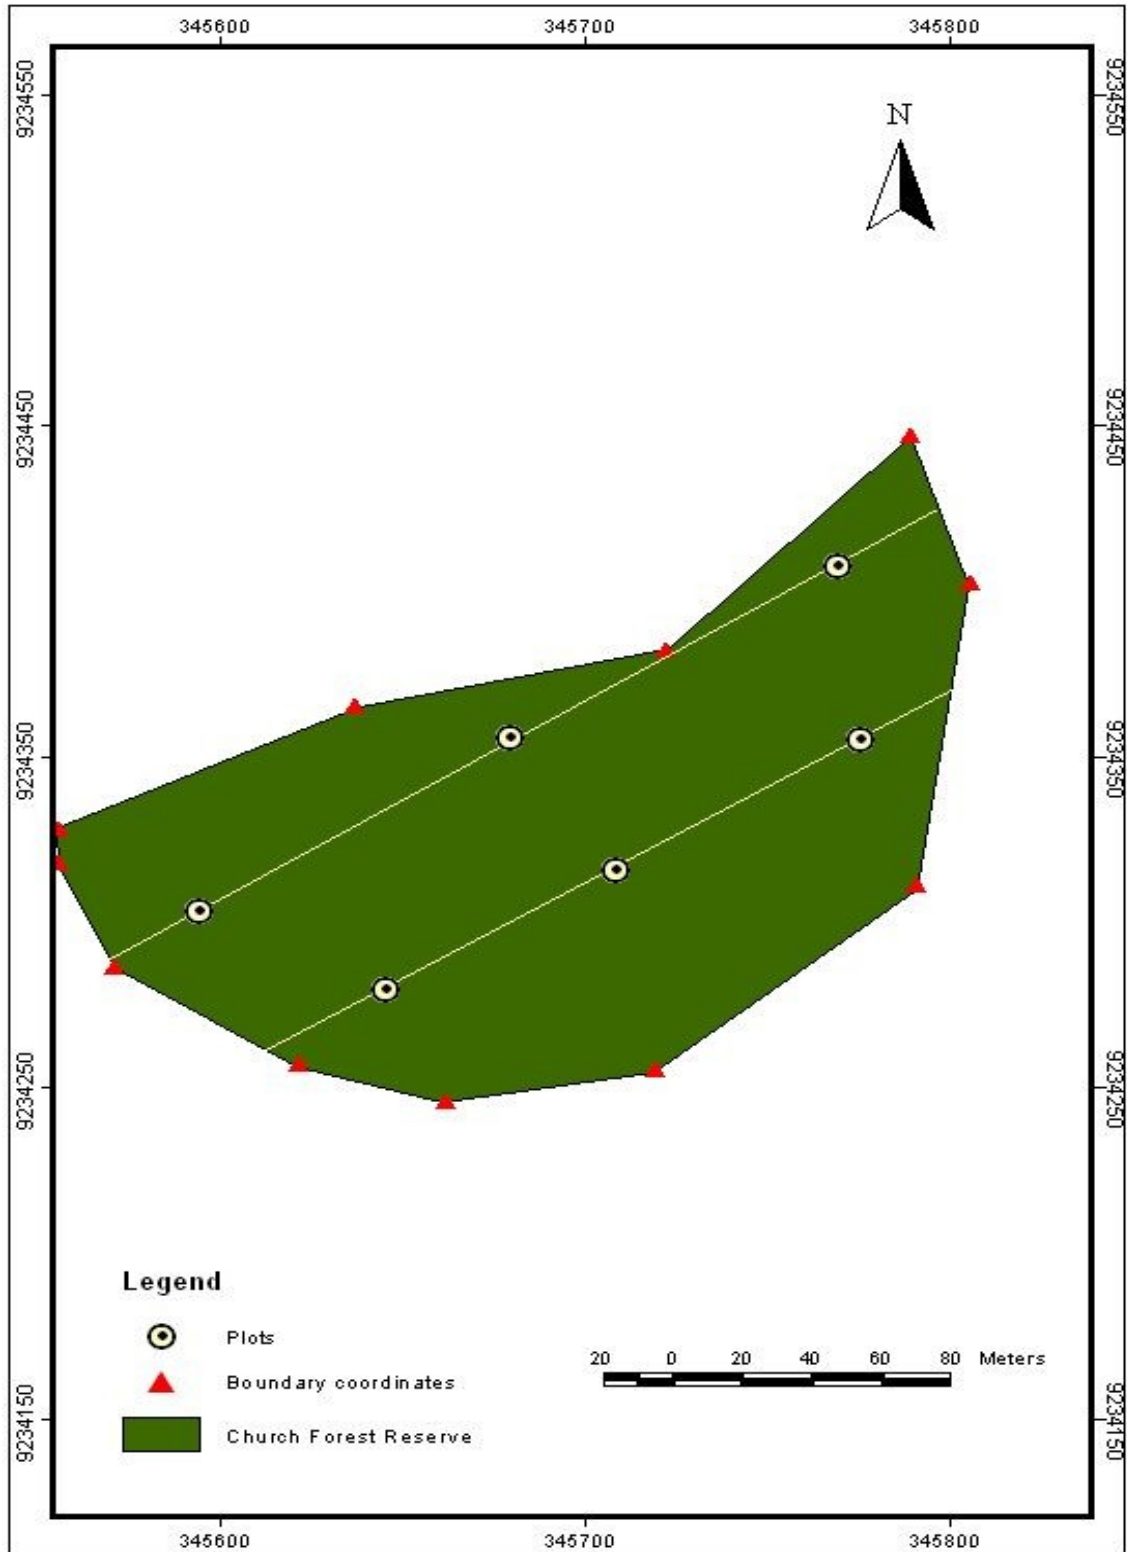 345600 345700 345800
9234550 9234550
N
9234450 9234450
9234350 9234350
9234250 9234250
Legend
Plots
20 0 20 40 60 80 Meters
Boundary coordinates
9234150 9234150
Church Forest Reserve
345600 345700 345800